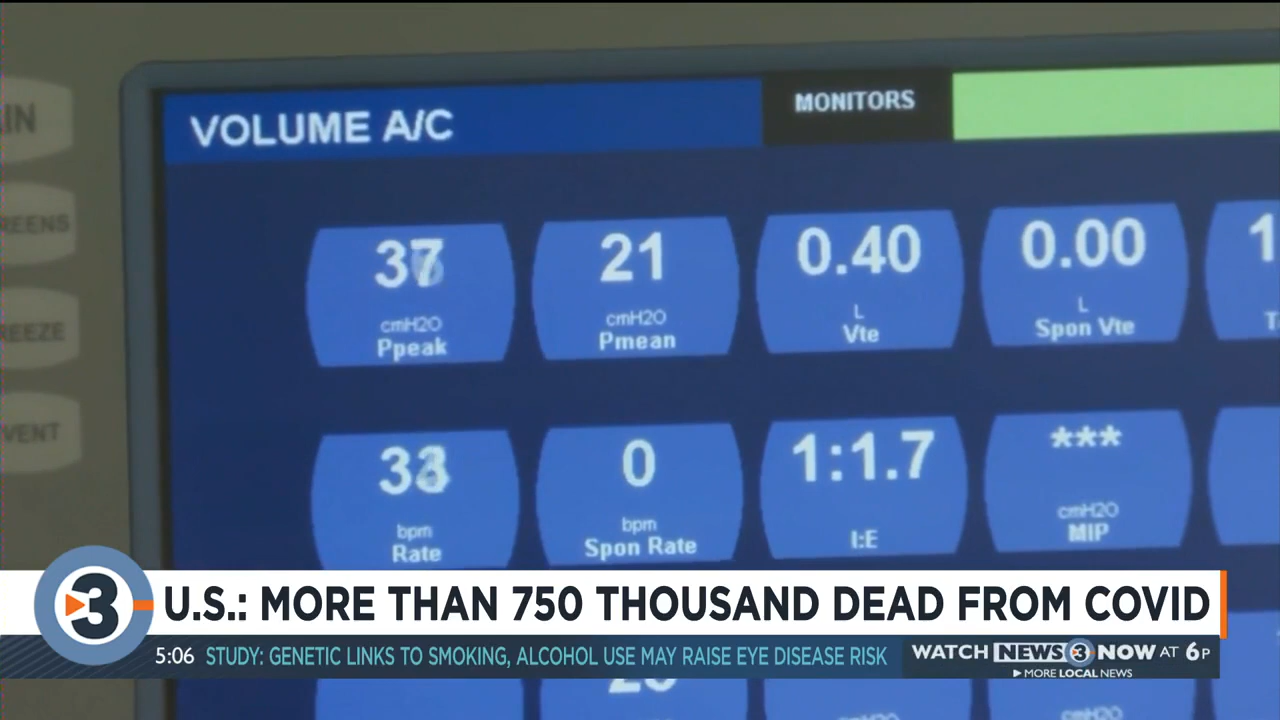 VOLUME A/C
MONITORS
37
cmH2O
Ppeak
21
cmH2O
Pmean
0.40
L
Vte
0.00
L
Spon Vte
bpm
Rate
0
bpm
Spon Rate
1:1.7
I:E
***
cmH2O
MIP
3
U.S.: MORE THAN 750 THOUSAND DEAD FROM COVID
5:06 STUDY: GENETIC LINKS TO SMOKING, ALCOHOL USE MAY RAISE EYE DISEASE RISK
WATCH NEWS 3 NOW AT 6P
MORE LOCAL NEWS
cmH2O